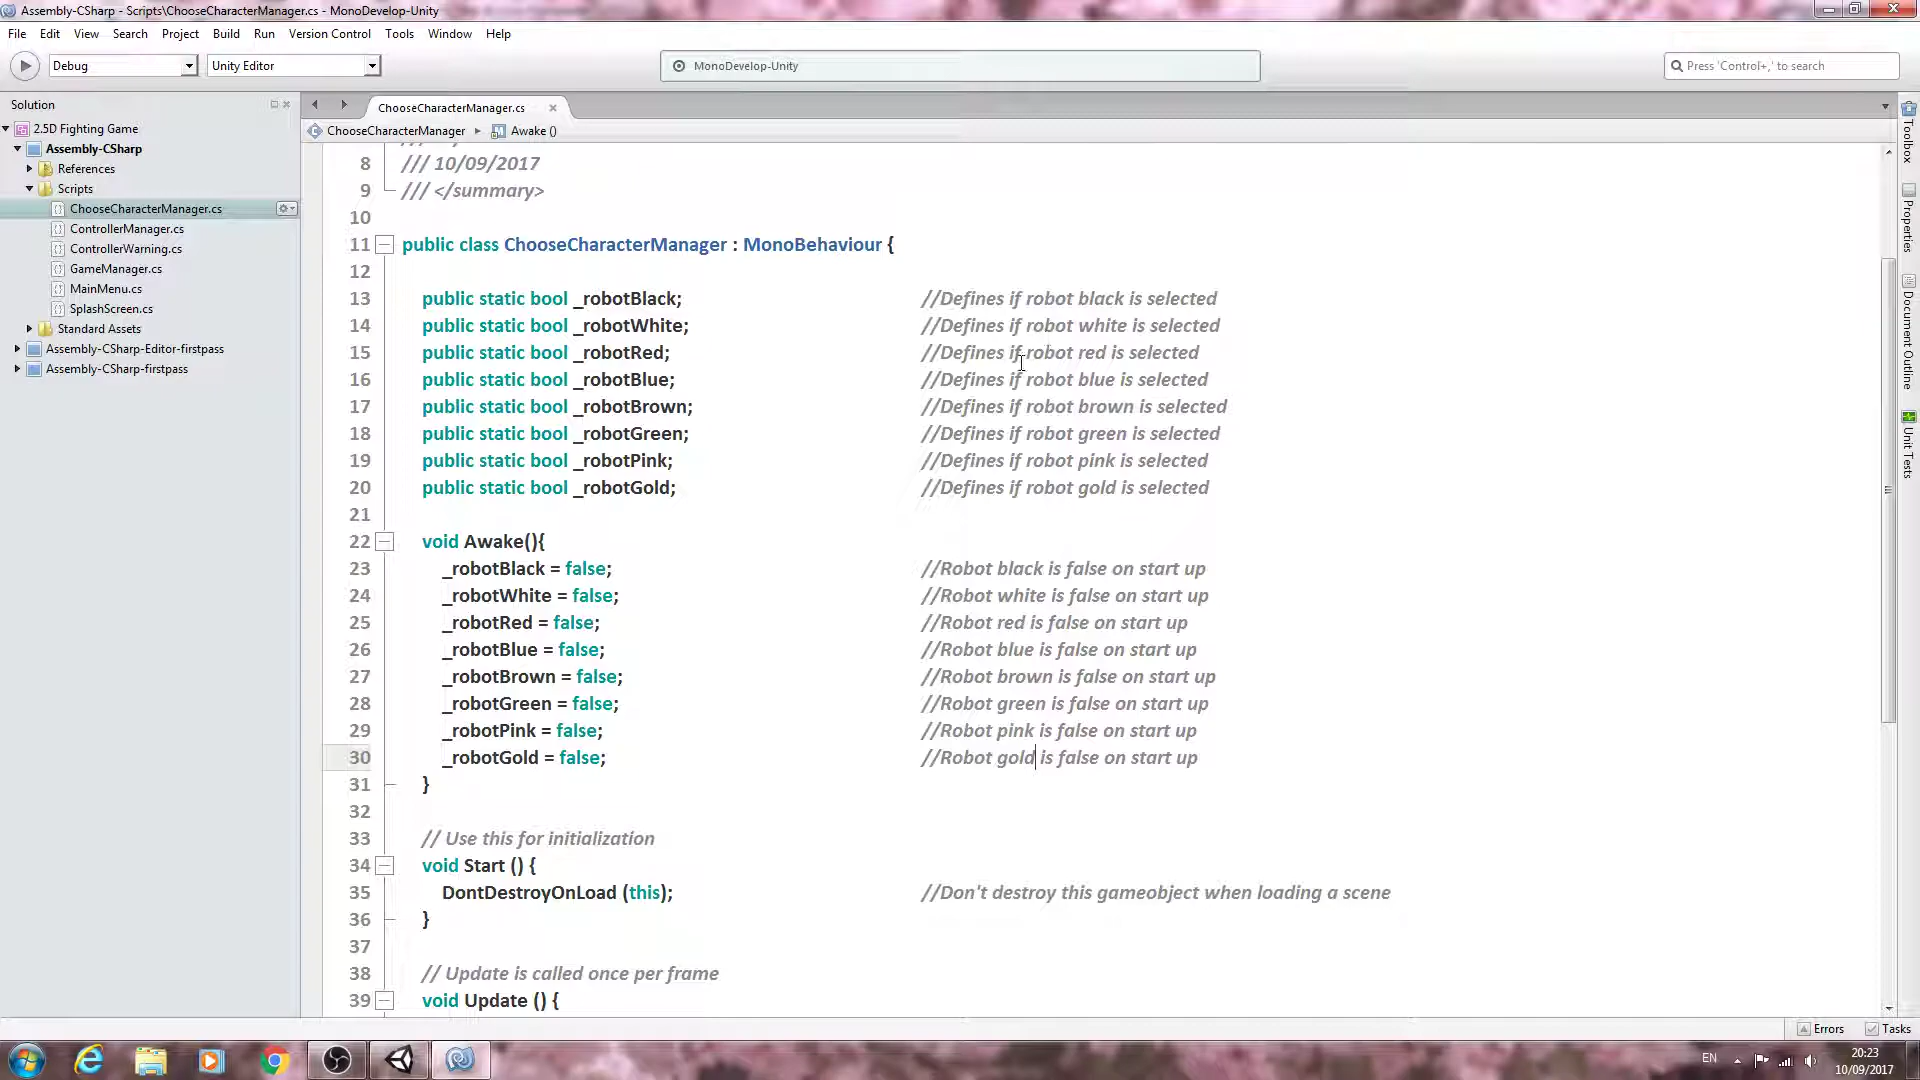 Assembly-CSharp - Scripts\ChooseCharacterManager.cs - MonoDevelop-Unity
File Edit View Search Project Build Run Version Control Tools Window Help
Debug Unity Editor MonoDevelop-Unity Press 'Control+,' to search
Solution
ChooseCharacterManager.cs
2.5D Fighting Game
Assembly-CSharp
References
Scripts
ChooseCharacterManager.cs
ControllerManager.cs
ControllerWarning.cs
GameManager.cs
MainMenu.cs
SplashScreen.cs
Standard Assets
Assembly-CSharp-Editor-firstpass
Assembly-CSharp-firstpass
ChooseCharacterManager Awake ()
8 /// 10/09/2017
9 /// </summary>
10
11 public class ChooseCharacterManager : MonoBehaviour {
12
13 public static bool _robotBlack; //Defines if robot black is selected
14 public static bool _robotWhite; //Defines if robot white is selected
15 public static bool _robotRed; //Defines if robot red is selected
16 public static bool _robotBlue; //Defines if robot blue is selected
17 public static bool _robotBrown; //Defines if robot brown is selected
18 public static bool _robotGreen; //Defines if robot green is selected
19 public static bool _robotPink; //Defines if robot pink is selected
20 public static bool _robotGold; //Defines if robot gold is selected
21
22 void Awake(){
23 _robotBlack = false; //Robot black is false on start up
24 _robotWhite = false; //Robot white is false on start up
25 _robotRed = false; //Robot red is false on start up
26 _robotBlue = false; //Robot blue is false on start up
27 _robotBrown = false; //Robot brown is false on start up
28 _robotGreen = false; //Robot green is false on start up
29 _robotPink = false; //Robot pink is false on start up
30 _robotGold = false; //Robot gold is false on start up
31 }
32
33 // Use this for initialization
34 void Start () {
35 DontDestroyOnLoad (this); //Don't destroy this gameobject when loading a scene
36 }
37
38 // Update is called once per frame
39 void Update () {
Toolbox
Properties
Document Outline
Unit Tests
Errors Tasks
EN
20:23
10/09/2017